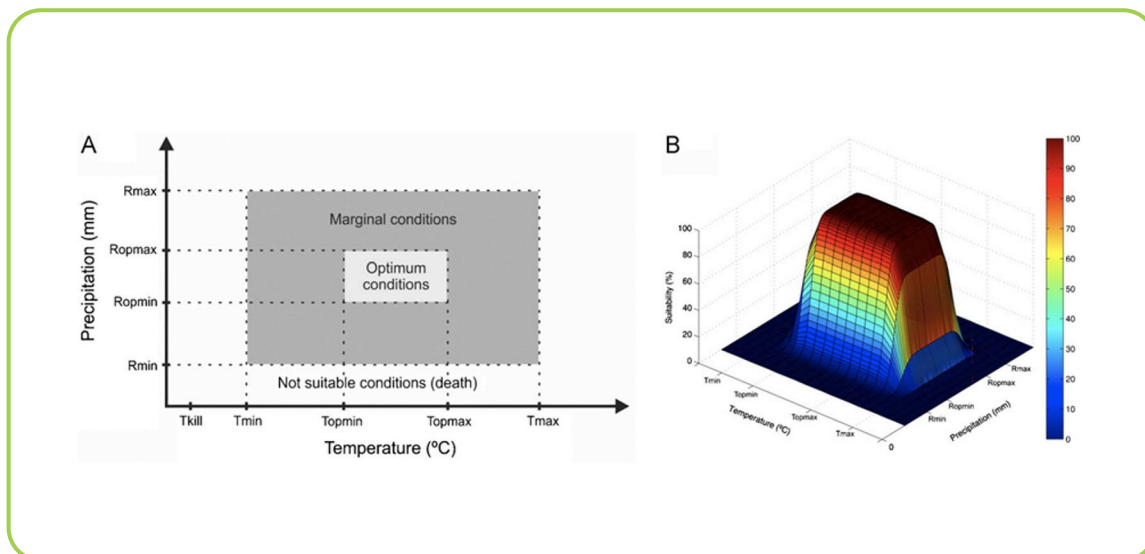 A
Precipitation (mm)
Rmax
Ropmax
Ropmin
Rmin
Marginal conditions
Optimum
conditions
Not suitable conditions (death)
Tkill
Tmin
Topmin
Topmax
Tmax
Temperature (ºC)
B
Suitability (%)
100
80
60
40
20
0
Tmin
Topmin
Topmax
Tmax
0
Temperature (ºC)
Rmin
Ropmin
Ropmax
Rmax
Precipitation (mm)
100
90
80
70
60
50
40
30
20
10
0